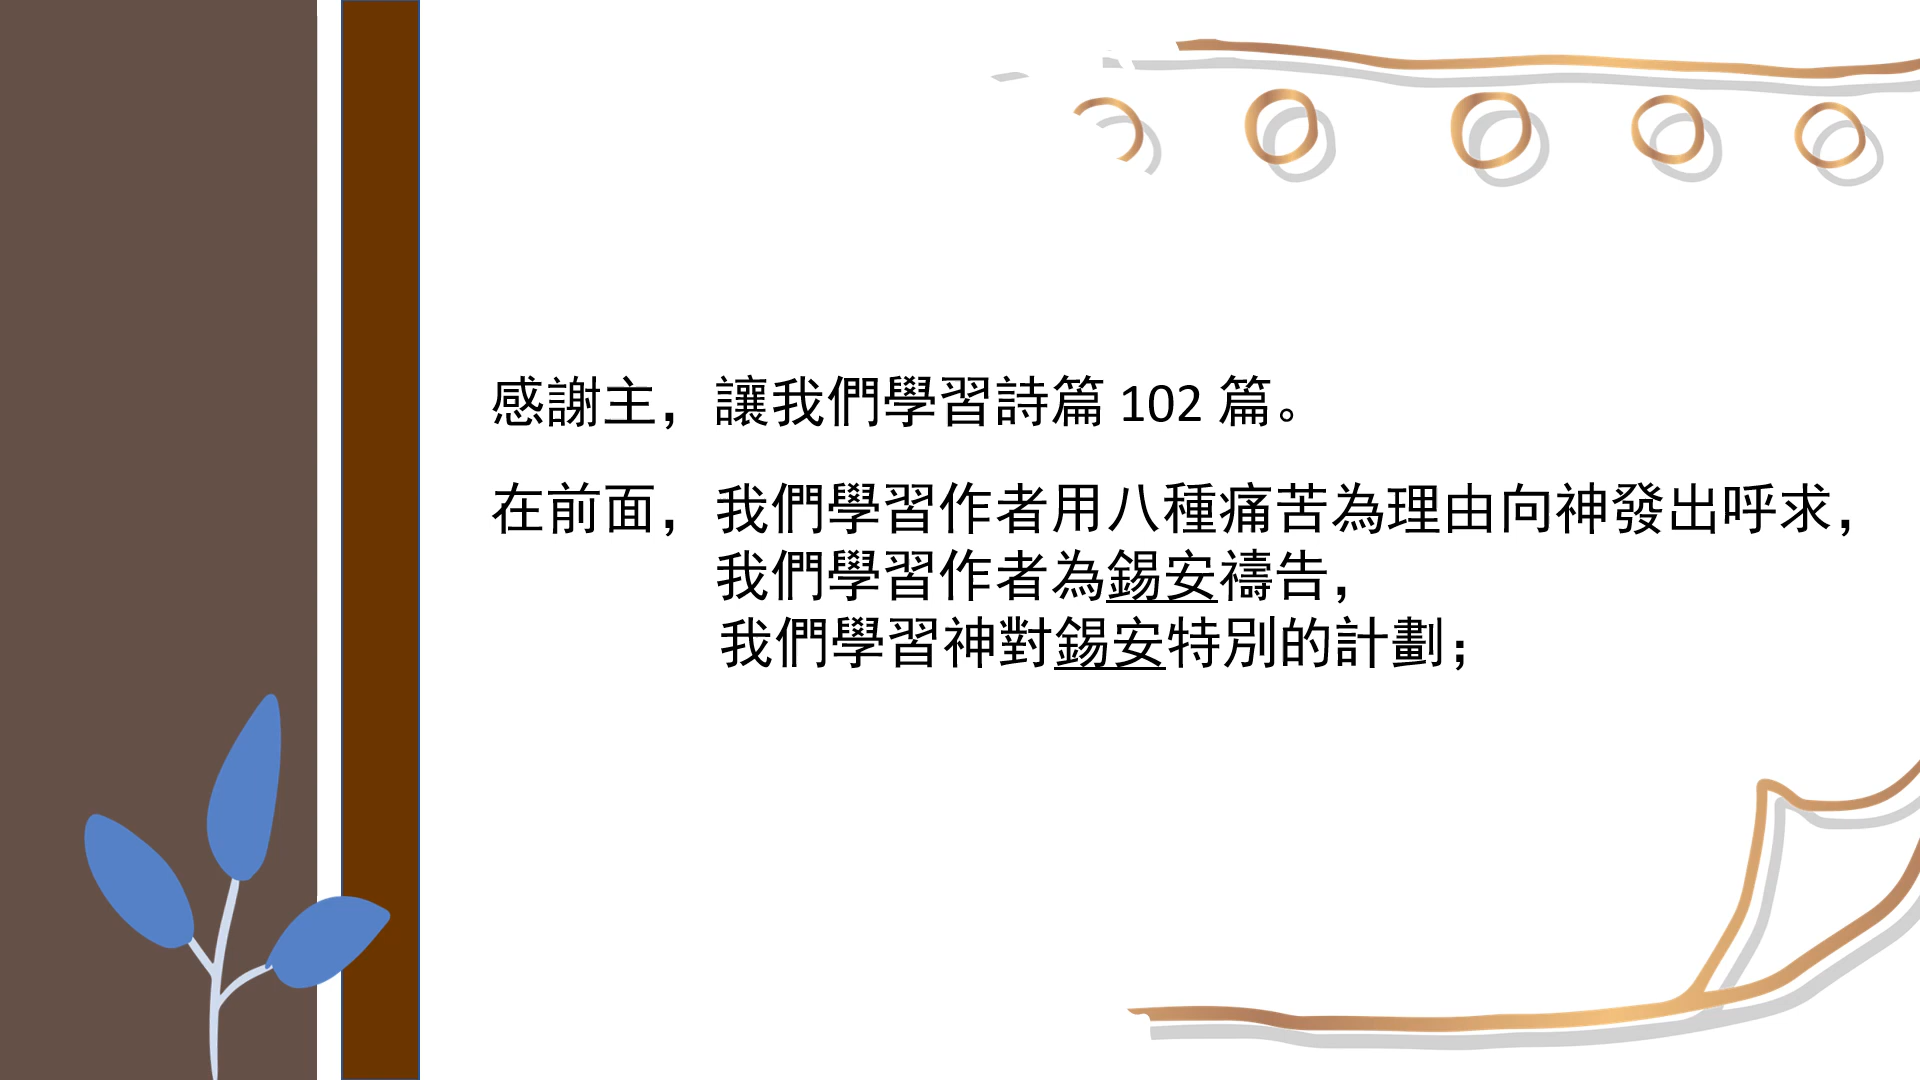 感謝主，讓我們學習詩篇 102 篇。
在前面，我們學習作者用八種痛苦為理由向神發出呼求，
我們學習作者為錫安禱告，
我們學習神對錫安特別的計劃；